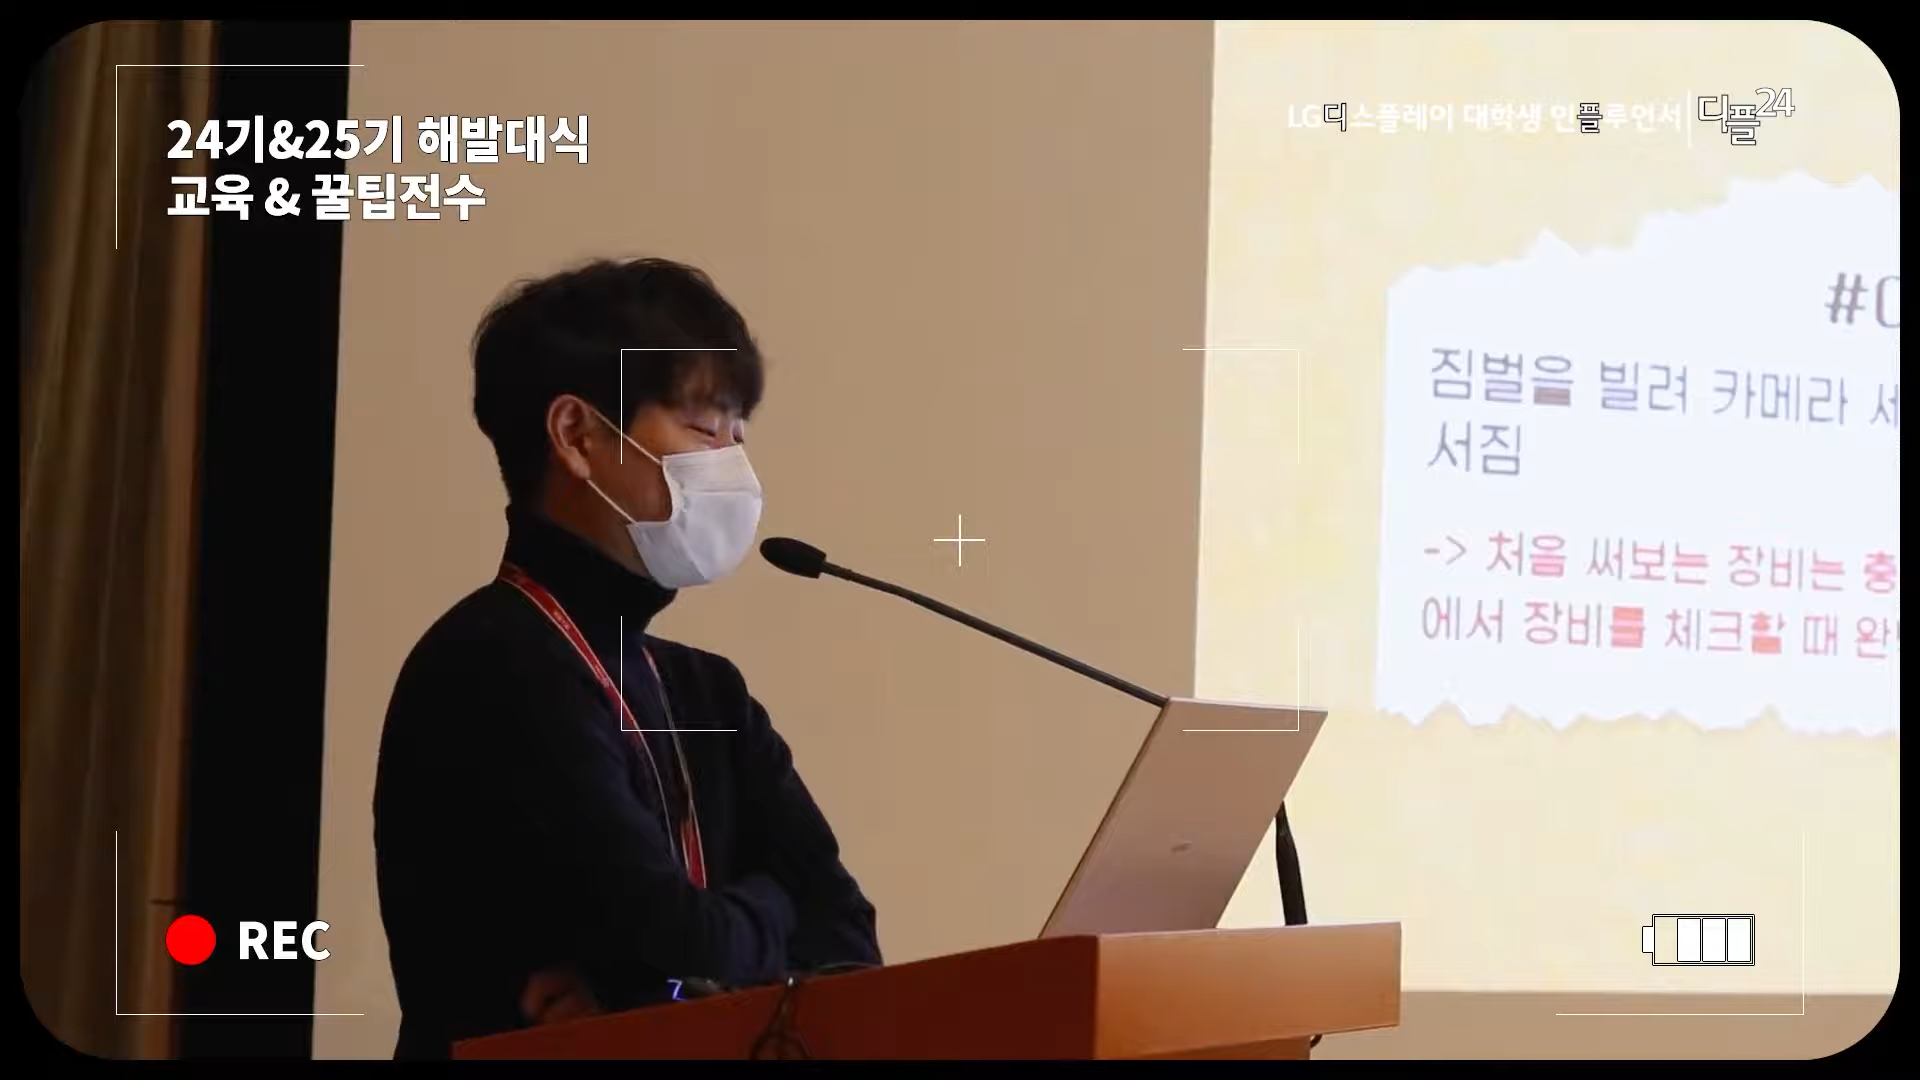 24기&25기 해발대식
교육 & 꿀팁전수
LG디스플레이 대학생 인플루언서 디플24
짐벌을 빌려 카메라
서짐
-> 처음 써보는 장비는
에서 장비를 체크할 때
REC